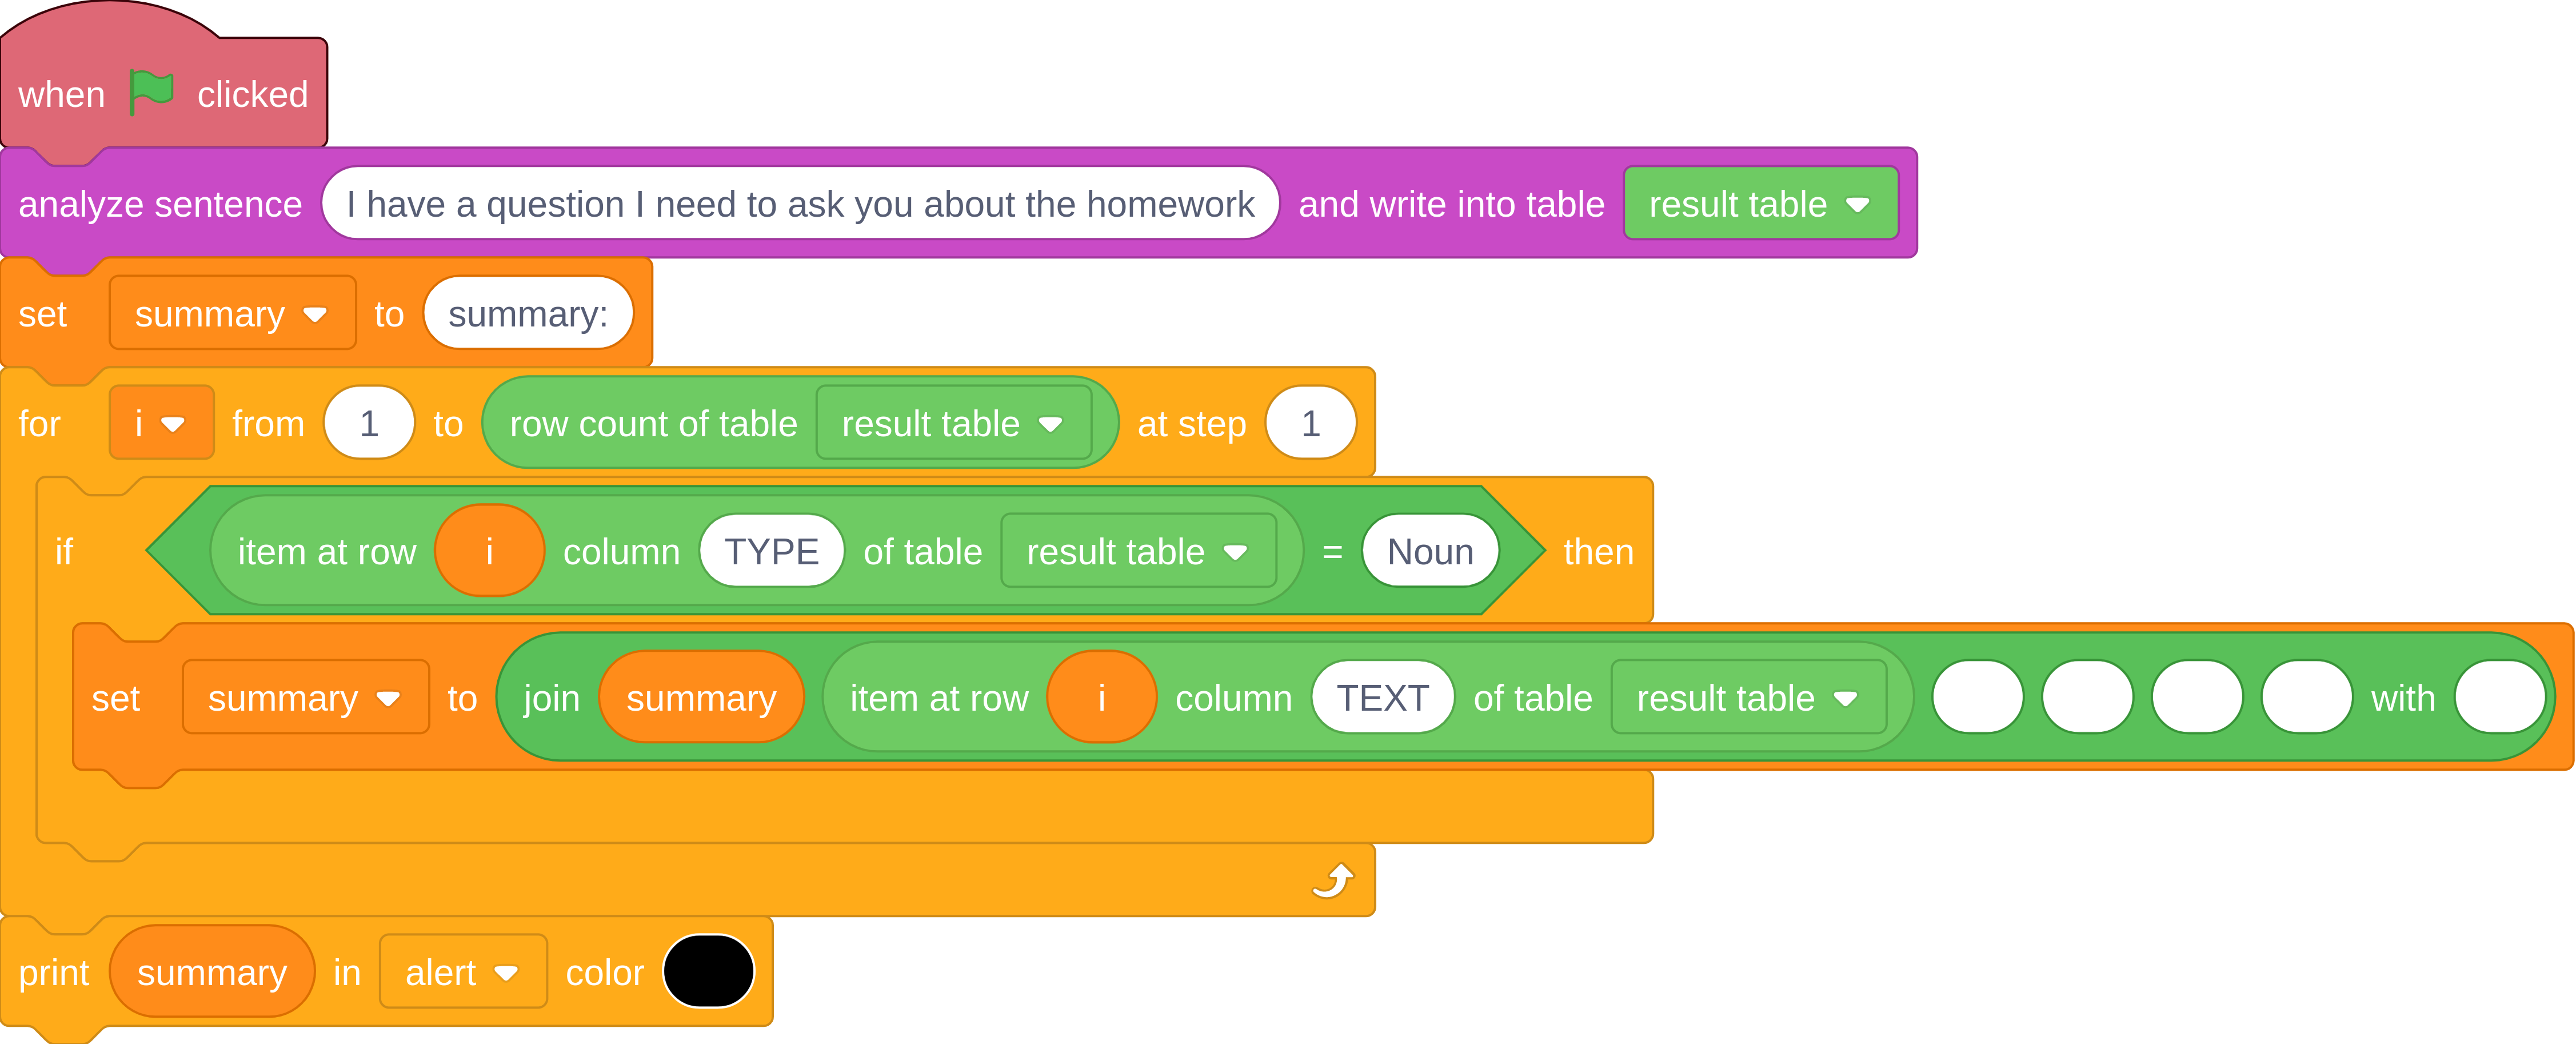 when clicked
analyze sentence I have a question I need to ask you about the homework and write into table result table
set summary to summary:
for i from 1 to row count of table result table at step 1
if item at row i column TYPE of table result table = Noun then
set summary to join summary item at row i column TEXT of table result table with
print summary in alert color